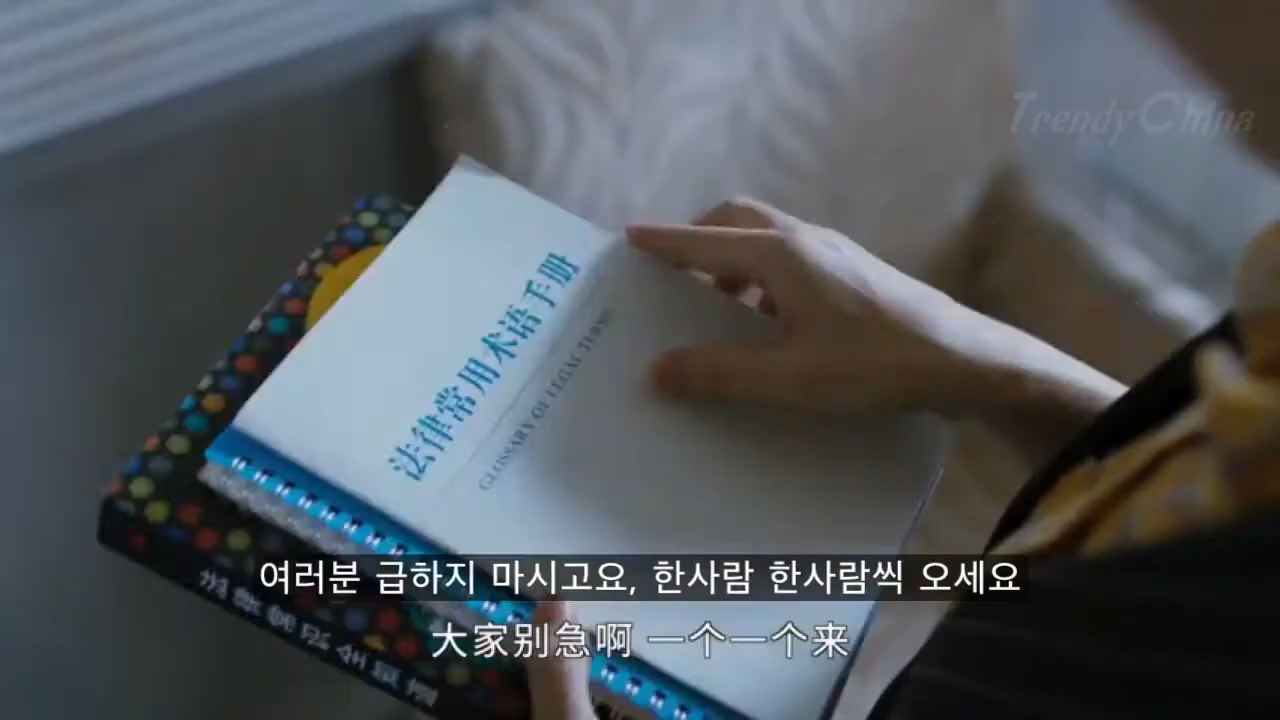 TrendyChina
法律常用术语手册
GLOSSARY OF LEGAL TERMS
여러분 급하지 마시고요, 한사람 한사람씩 오세요
大家别急啊 一个一个来